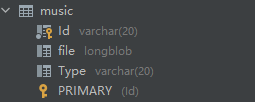 music
Id varchar(20)
file longblob
Type varchar(20)
PRIMARY (Id)